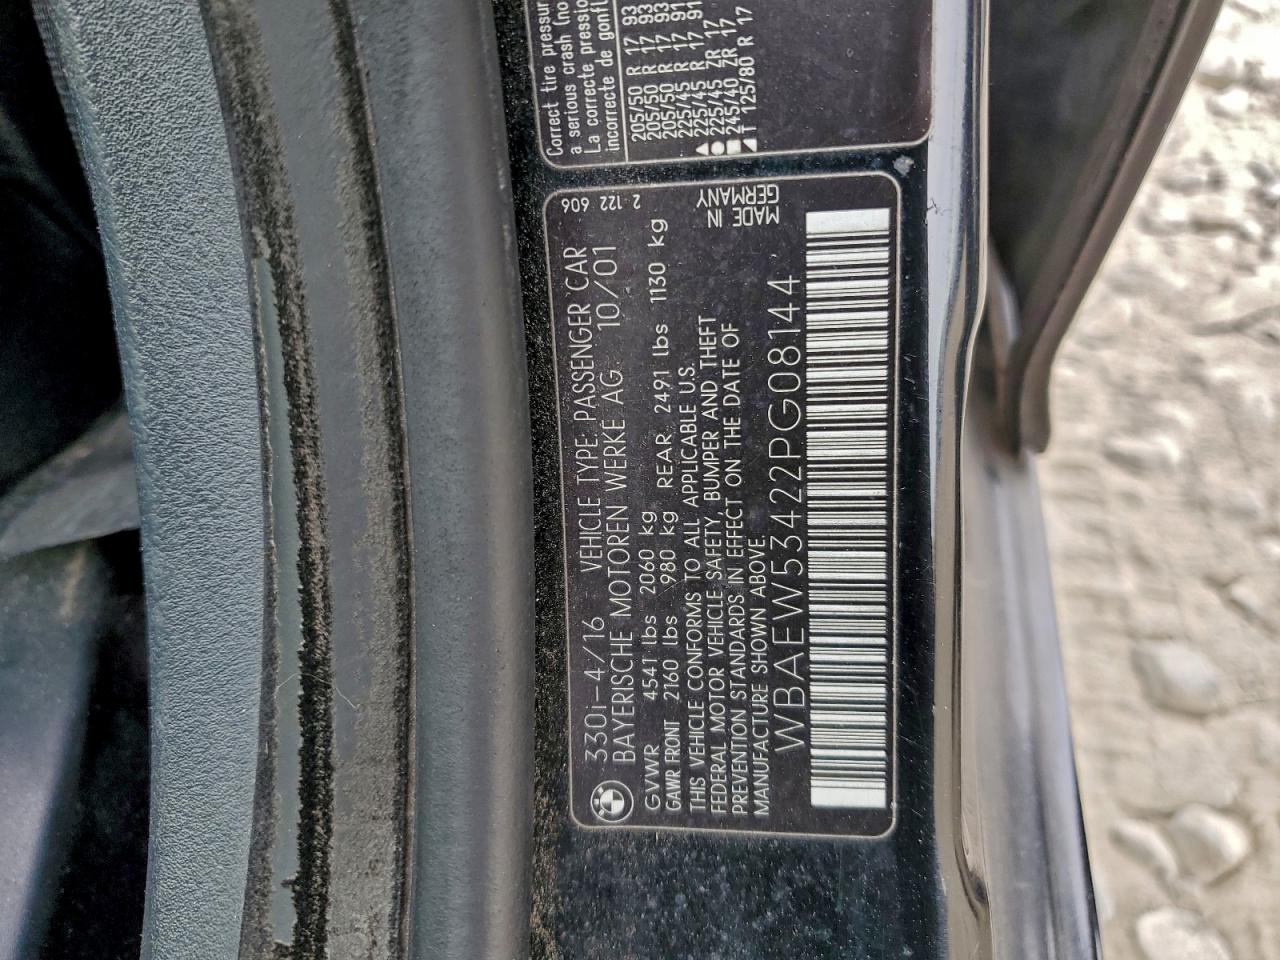 330i-4/16 VEHICLE TYPE: PASSENGER CAR 2 122 606
BAYERISCHE MOTOREN WERKE AG. 10/01
GVWR 4541 lbs 2060 kg
GAWR FRONT 2160 lbs 980 kg REAR 2491 lbs 1130 kg
THIS VEHICLE CONFORMS TO ALL APPLICABLE U.S.
FEDERAL MOTOR VEHICLE SAFETY, BUMPER AND THEFT
PREVENTION STANDARDS IN EFFECT ON THE DATE OF
MANUFACTURE SHOWN ABOVE.
MADE IN
GERMANY
WBAEW53422PG08144
Correct tire
a serious crash (no
La correcte
incorrecte de
205/50 R 17 93
205/50 R 17 93
205/50 R 17 93
225/45 R 17 91
225/45 R 17 91
225/45 ZR 17
245/40 ZR 17
T 125/80 R 17